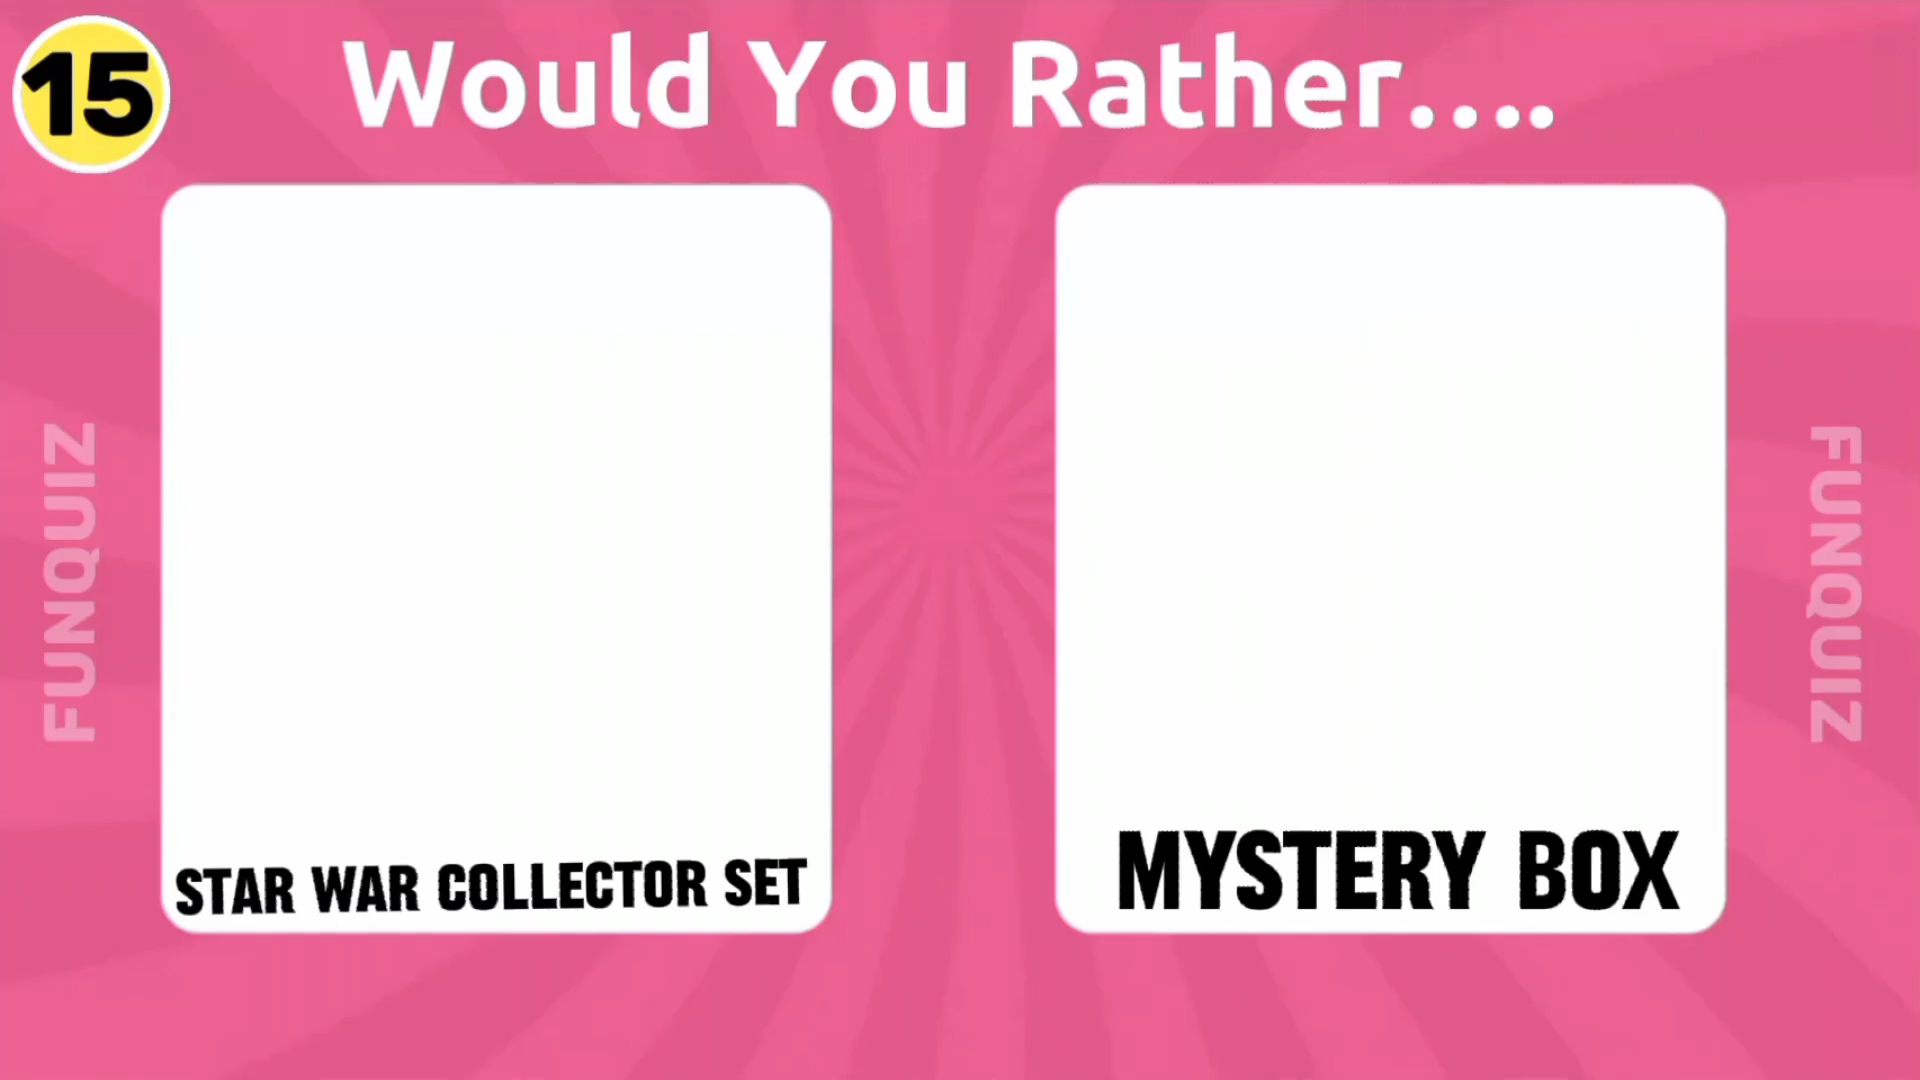 15
Would You Rather....
FUNQUIZ
FUNQUIZ
STAR WAR COLLECTOR SET
MYSTERY BOX